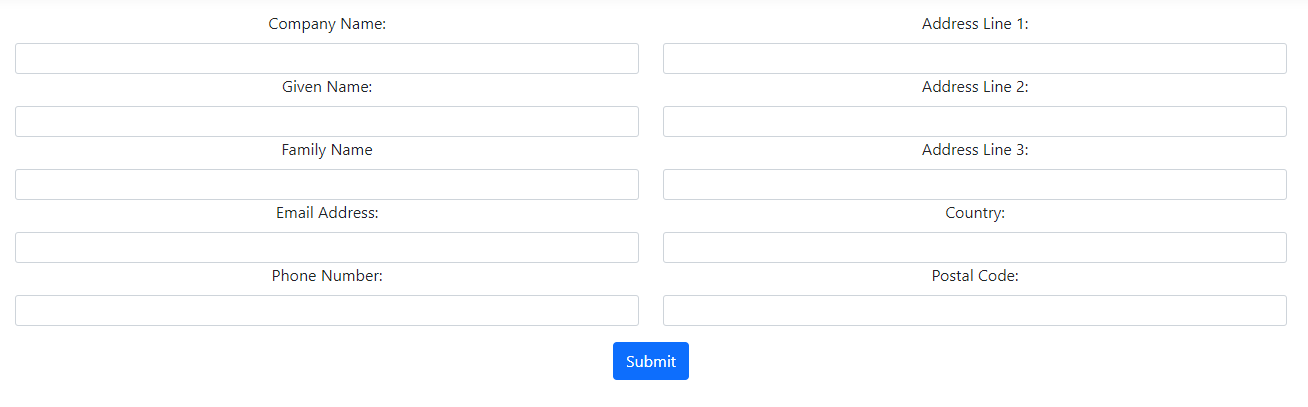 Company Name:
Address Line 1:
Given Name:
Address Line 2:
Family Name
Address Line 3:
Email Address:
Country:
Phone Number:
Postal Code:
Submit